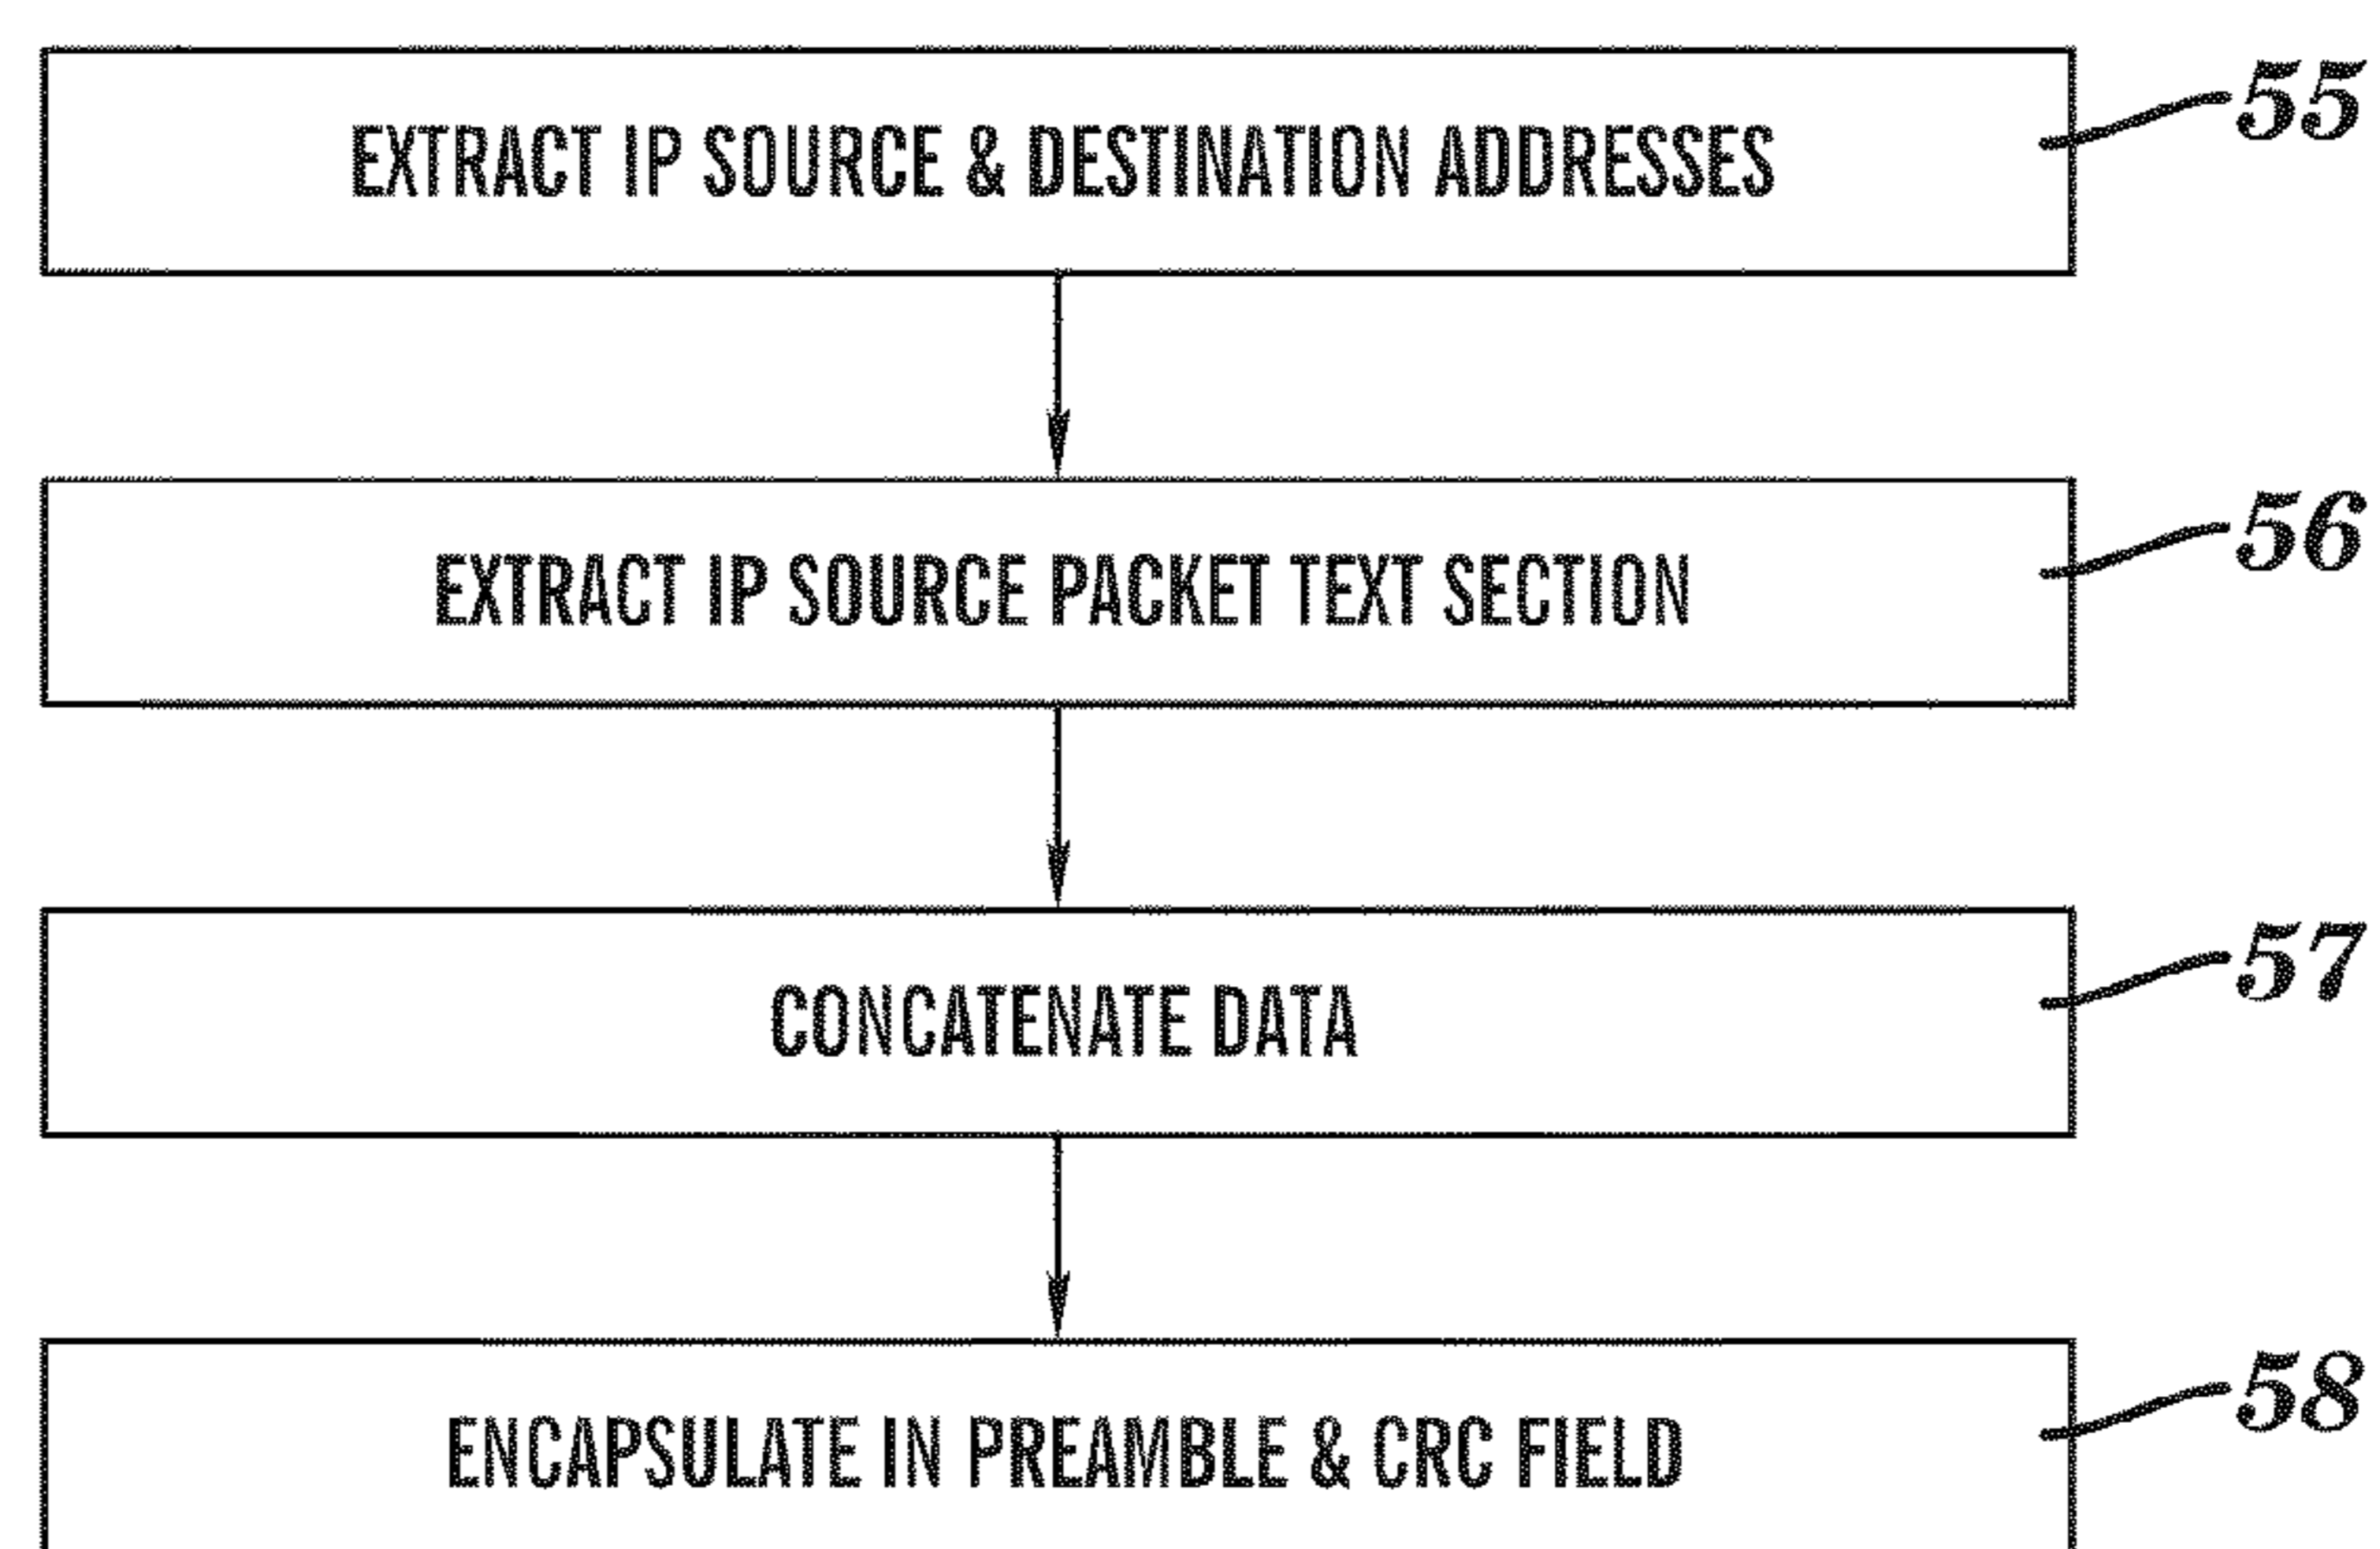 EXTRACT IP SOURCE & DESTINATION ADDRESSES 55
EXTRACT IP SOURCE PACKET TEXT SECTION 56
CONCATENATE DATA 57
ENCAPSULATE IN PREAMBLE & CRC FIELD 58